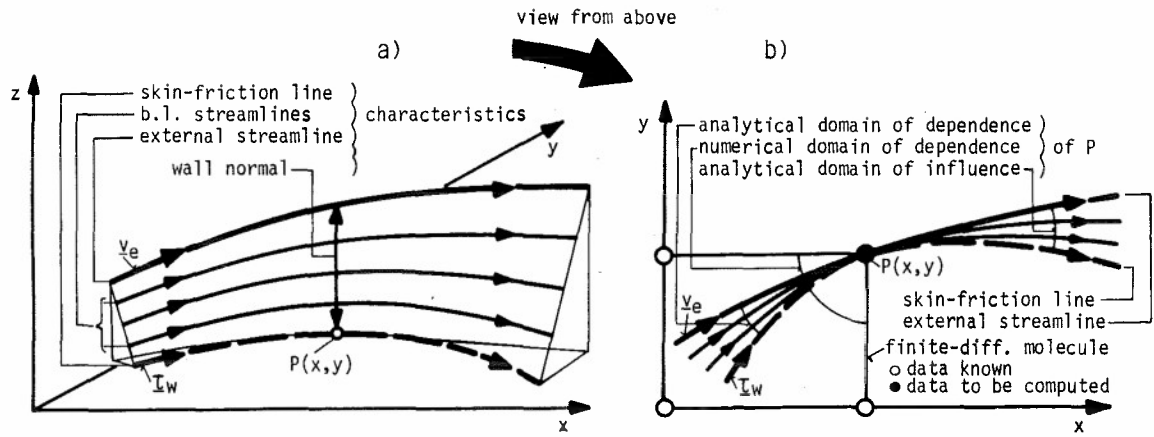 view from above
a)
z
skin-friction line
b.l. streamlines
external streamline
characteristics
wall normal
y
v_e
P(x,y)
τ_w
x
b)
y
analytical domain of dependence
numerical domain of dependence
analytical domain of influence
of P
P(x,y)
v_e
τ_w
skin-friction line
external streamline
finite-diff. molecule
data known
data to be computed
x